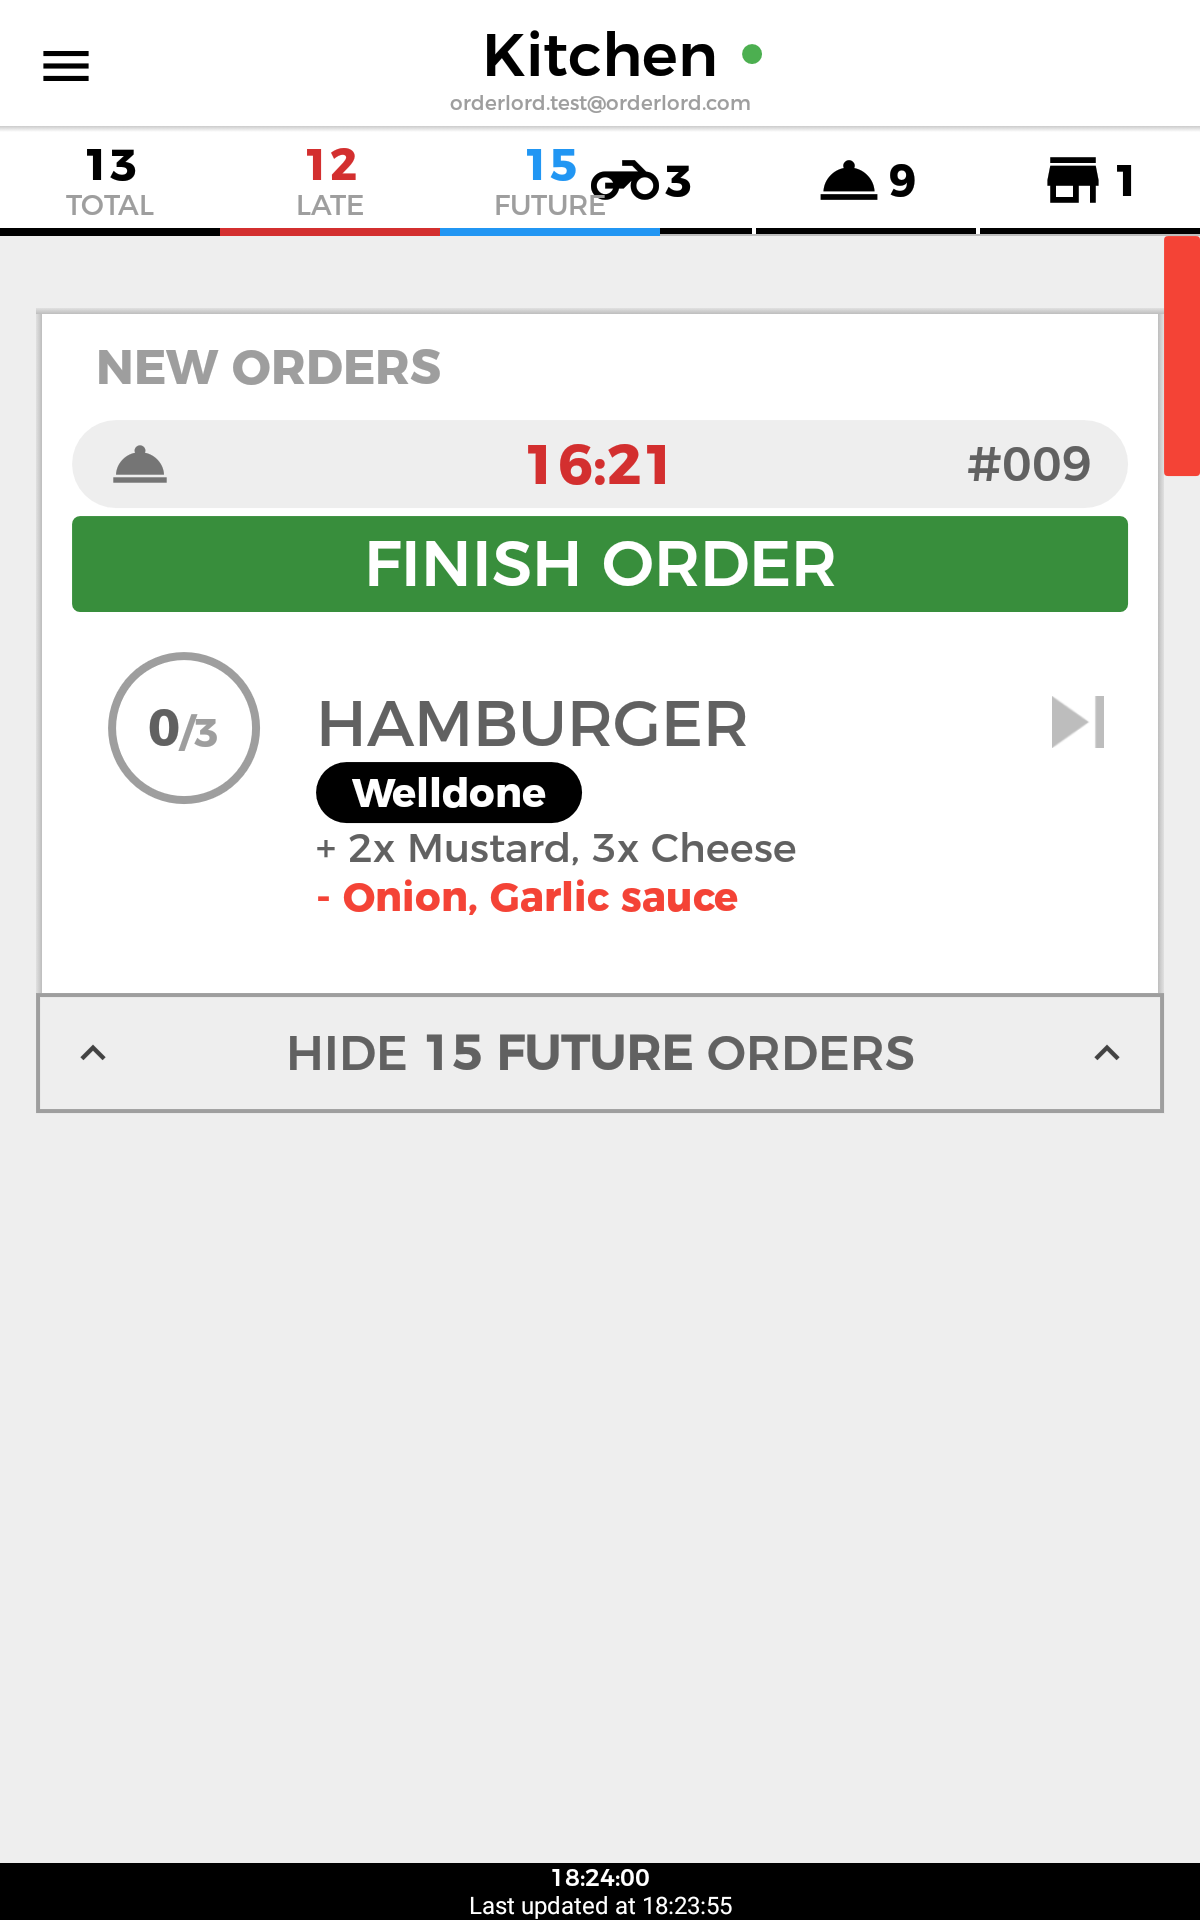 Kitchen
orderlord.test@orderlord.com
13 12 15 3 9 1
TOTAL LATE FUTURE
NEW ORDERS
16:21 #009
FINISH ORDER
0/3 HAMBURGER
Welldone
+ 2x Mustard, 3x Cheese
- Onion, Garlic sauce
HIDE 15 FUTURE ORDERS
18:24:00
Last updated at 18:23:55